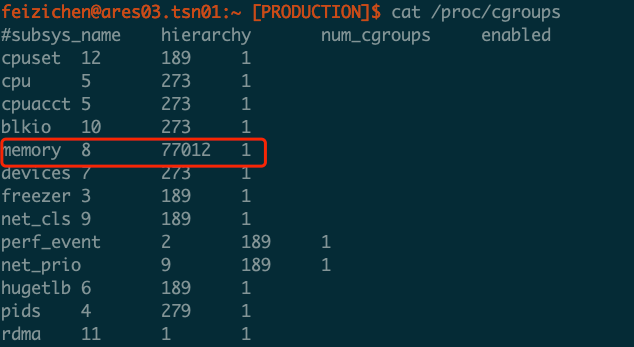 feizichen@ares03.tsn01:~ [PRODUCTION]$ cat /proc/cgroups
#subsys_name hierarchy num_cgroups enabled
cpuset 12 189 1
cpu 5 273 1
cpuacct 5 273 1
blkio 10 273 1
memory 8 77012 1
devices 7 273 1
freezer 3 189 1
net_cls 9 189 1
perf_event 2 189 1
net_prio 9 189 1
hugetlb 6 189 1
pids 4 279 1
rdma 11 1 1